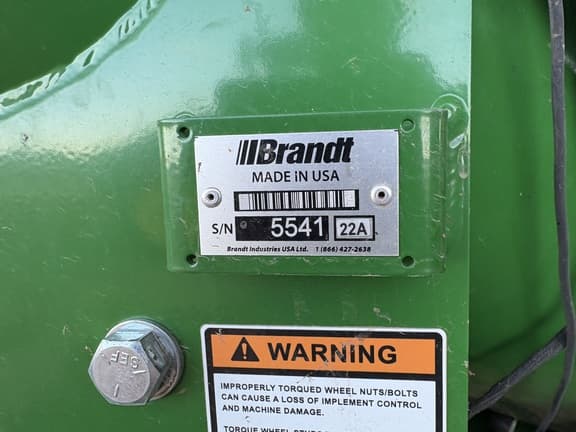 Brandt
MADE iN USA
S/N 5541 22A
Brandt Industries USA Ltd. 1 (866) 427-2638
SEF
WARNING
IMPROPERLY TORQUED WHEEL NUTS/BOLTS
CAN CAUSE A LOSS OF IMPLEMENT CONTROL
AND MACHINE DAMAGE.